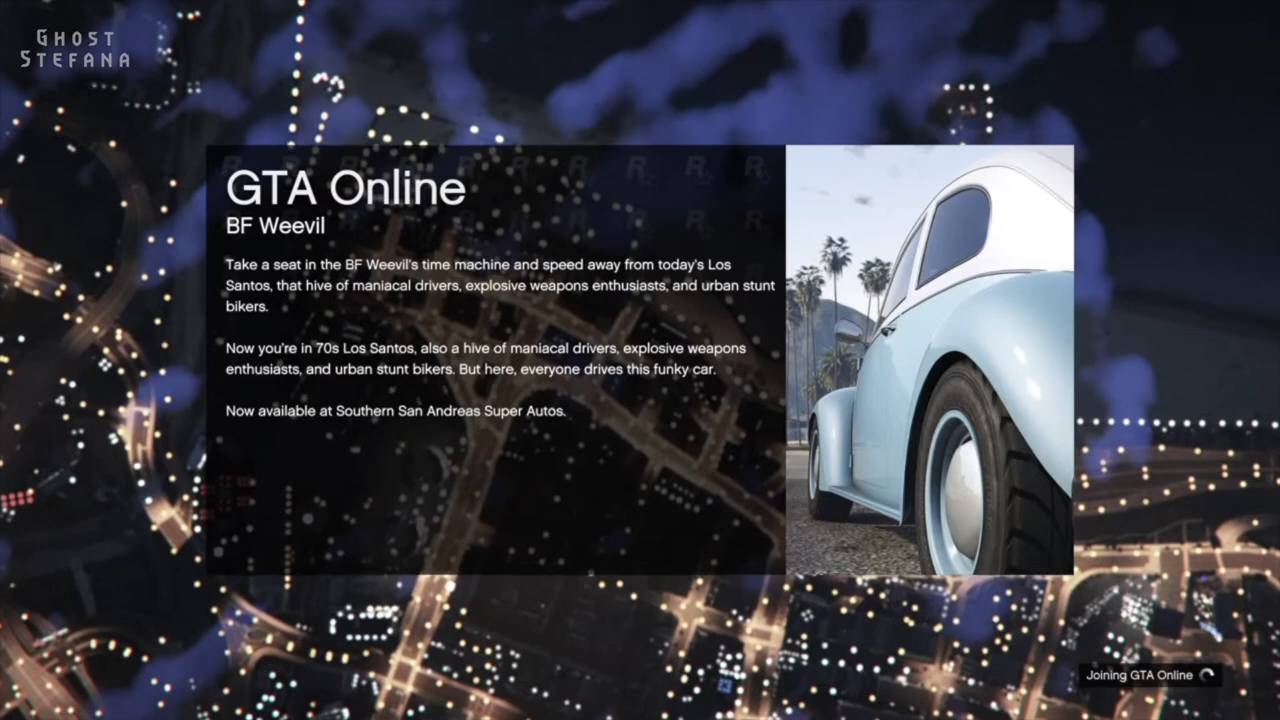 GHOST
STEFANA
GTA Online
BF Weevil
Take a seat in the BF Weevil's time machine and speed away from today's Los
Santos, that hive of maniacal drivers, explosive weapons enthusiasts, and urban stunt
bikers.
Now you're in 70s Los Santos, also a hive of maniacal drivers, explosive weapons
enthusiasts, and urban stunt bikers. But here, everyone drives this funky car.
Now available at Southern San Andreas Super Autos.
Joining GTA Online